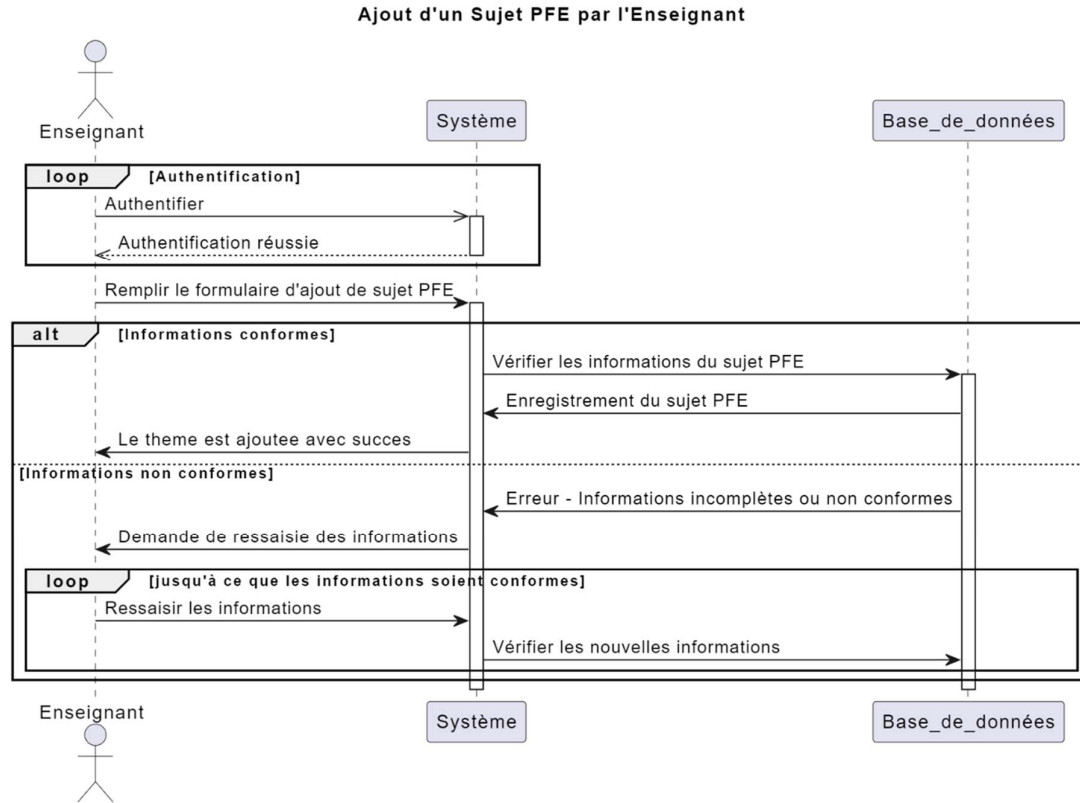 Ajout d'un Sujet PFE par l'Enseignant
Enseignant
Système
Base_de_données
loop
[Authentification]
Authentifier
Authentification réussie
Remplir le formulaire d'ajout de sujet PFE
alt
[Informations conformes]
Vérifier les informations du sujet PFE
Enregistrement du sujet PFE
Le theme est ajoutee avec succes
[Informations non conformes]
Erreur - Informations incomplètes ou non conformes
Demande de ressaisie des informations
loop
[jusqu'à ce que les informations soient conformes]
Ressaisir les informations
Vérifier les nouvelles informations
Enseignant
Système
Base_de_données